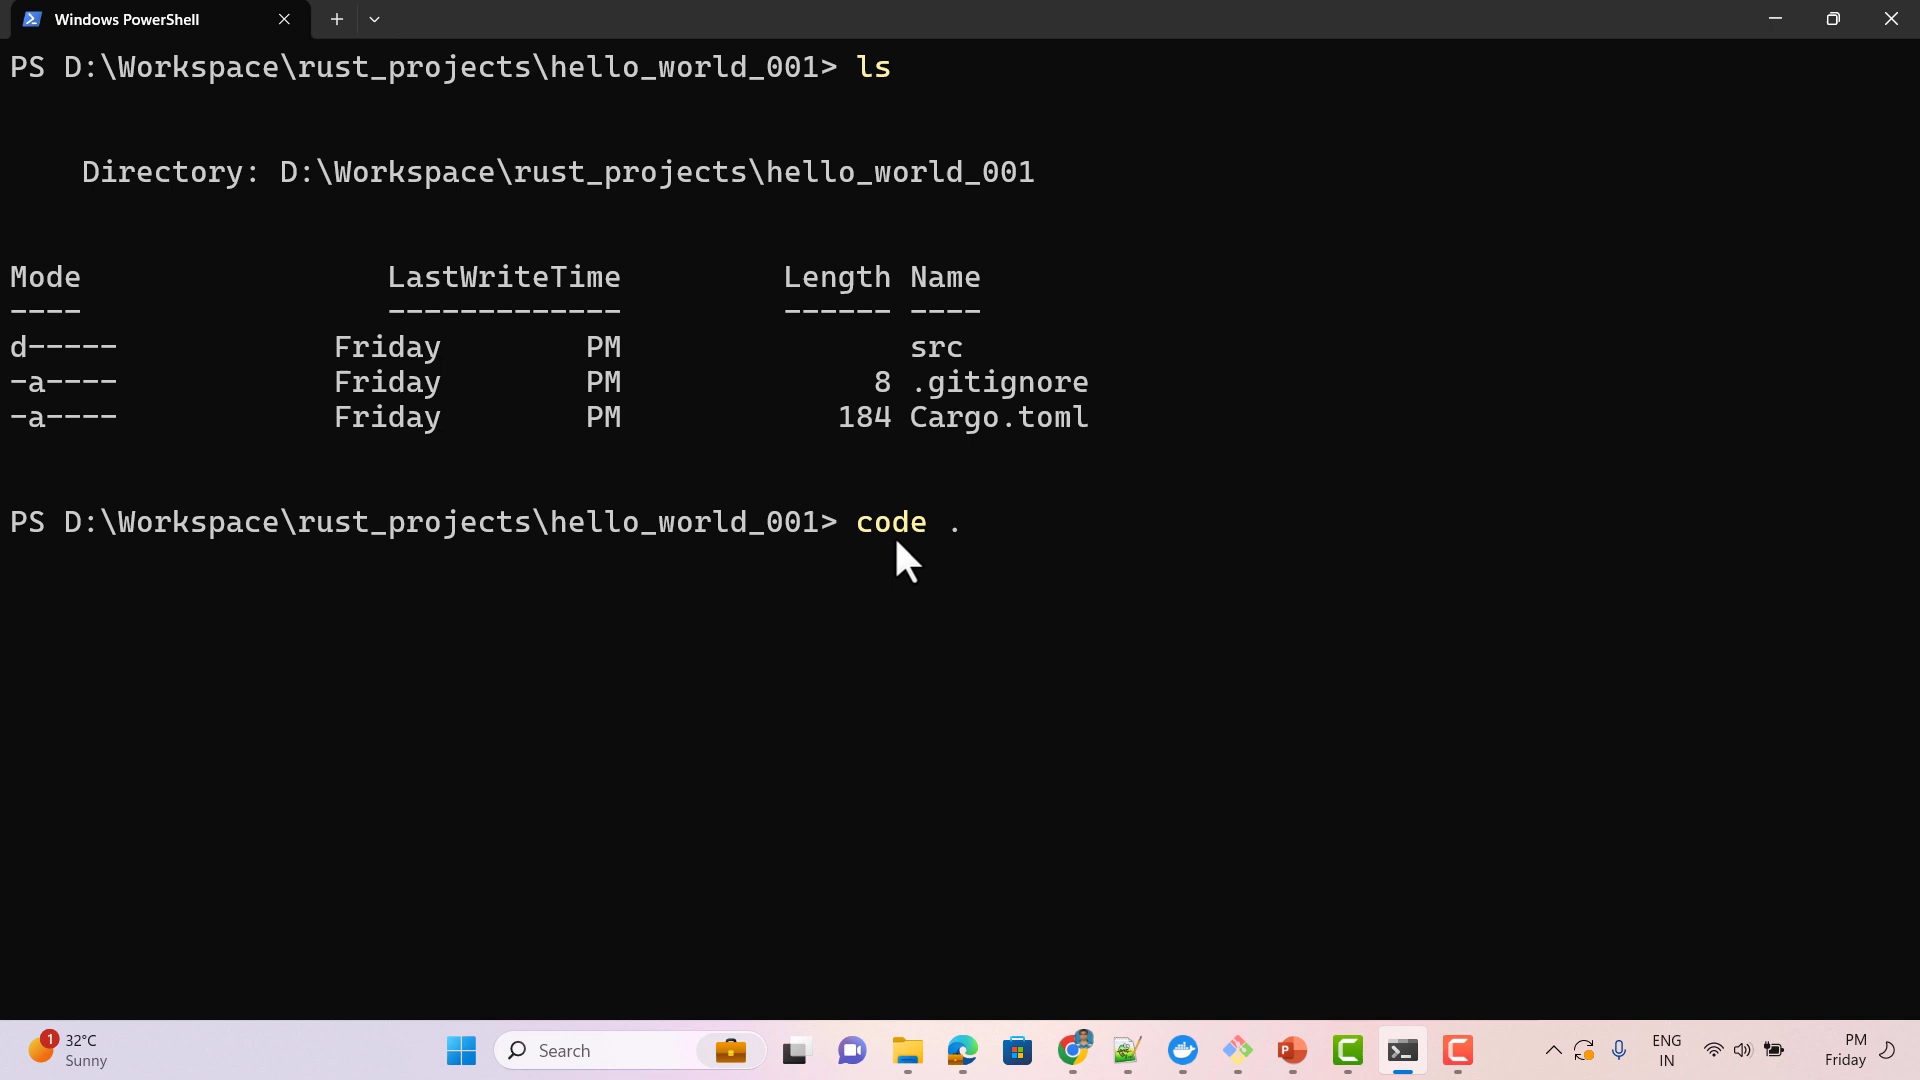 Windows PowerShell
PS D:\Workspace\rust_projects\hello_world_001> ls
Directory: D:\Workspace\rust_projects\hello_world_001
Mode LastWriteTime Length Name
---- ------------- ------ ----
d----- Friday PM src
-a---- Friday PM 8 .gitignore
-a---- Friday PM 184 Cargo.toml
PS D:\Workspace\rust_projects\hello_world_001> code .
1
32°C
Sunny
Search
ENG
IN
PM
Friday